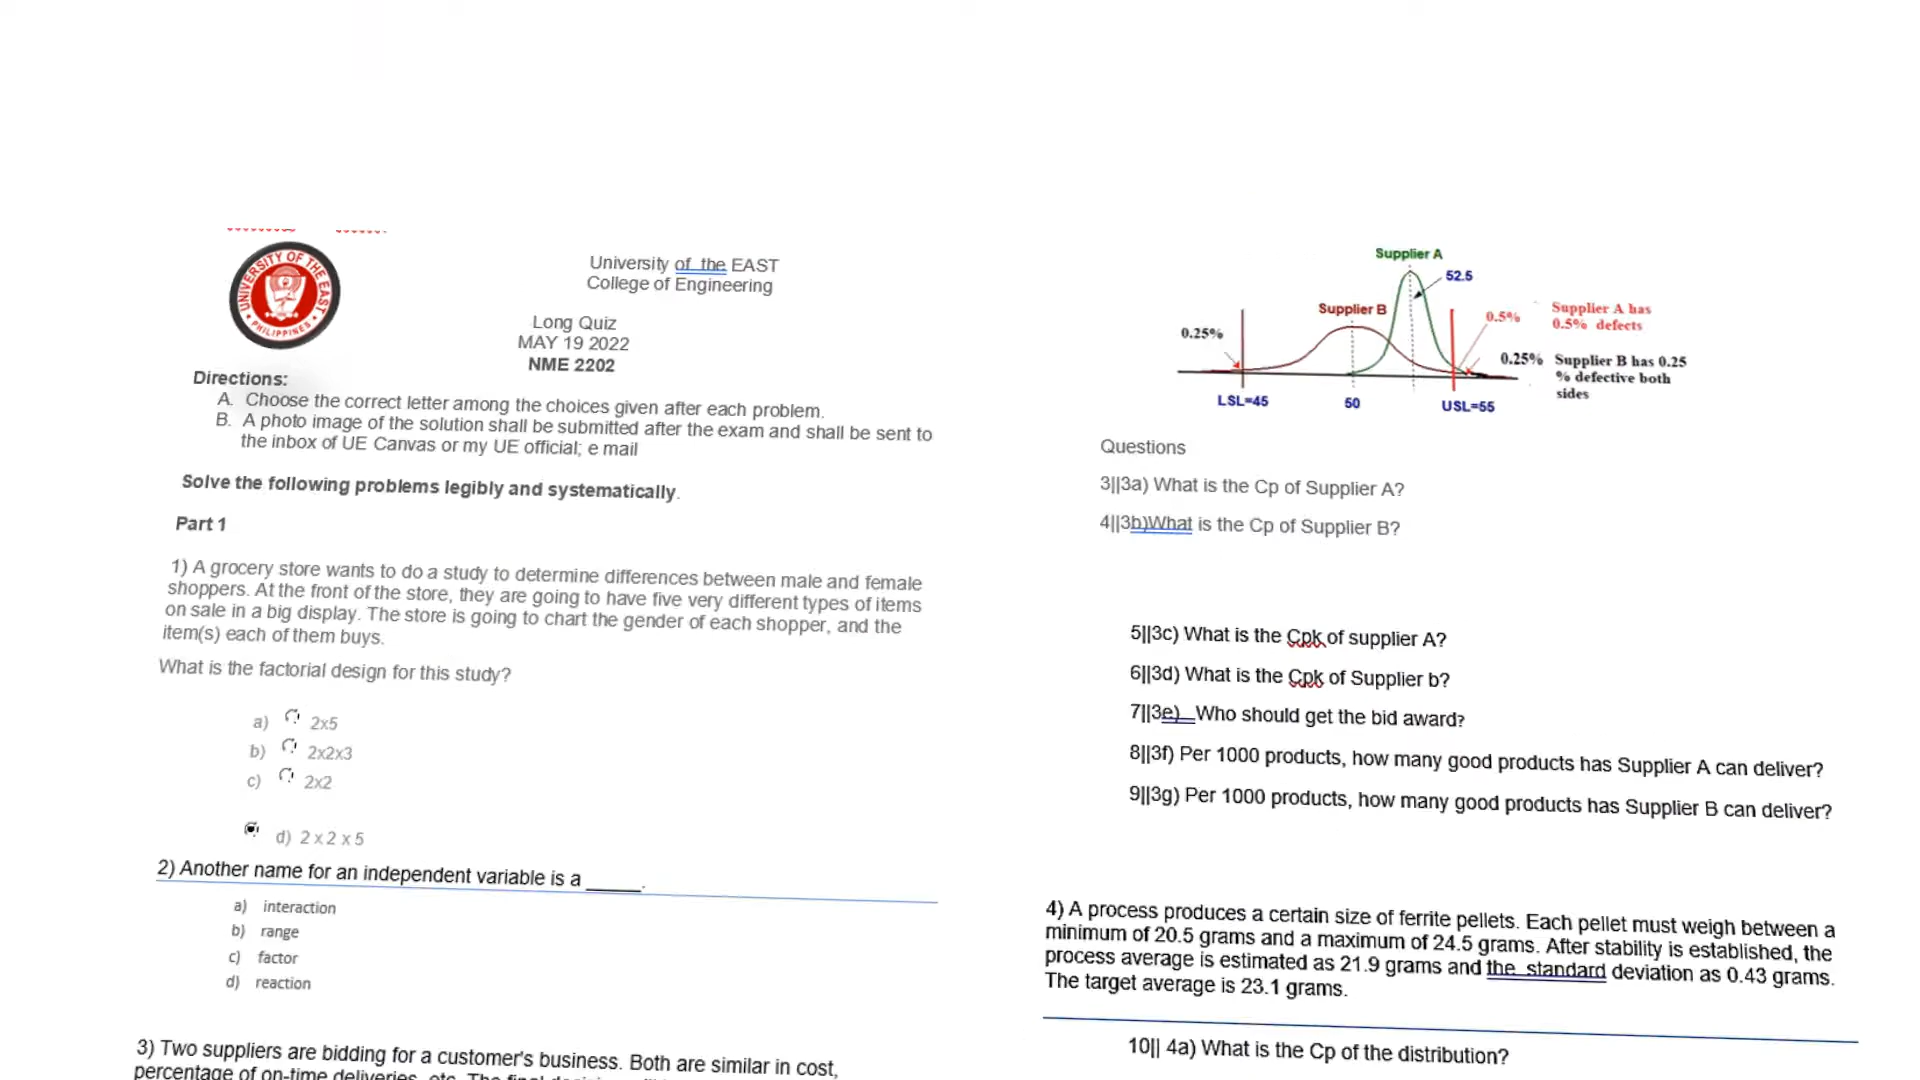 UNIVERSITY OF THE EAST
PHILIPPINES
University of the EAST
College of Engineering
Long Quiz
MAY 19 2022
NME 2202
Directions:
A. Choose the correct letter among the choices given after each problem.
B. A photo image of the solution shall be submitted after the exam and shall be sent to
the inbox of UE Canvas or my UE official; e mail
Solve the following problems legibly and systematically.
Part 1
1) A grocery store wants to do a study to determine differences between male and female
shoppers. At the front of the store, they are going to have five very different types of items
on sale in a big display. The store is going to chart the gender of each shopper, and the
item(s) each of them buys.
What is the factorial design for this study?
a) 2x5
b) 2x2x3
c) 2x2
d) 2 x 2 x 5
2) Another name for an independent variable is a _____.
a) interaction
b) range
c) factor
d) reaction
3) Two suppliers are bidding for a customer's business. Both are similar in cost,
percentage of on-time deliveries, etc. The final
Supplier A
52.5
Supplier B
0.25%
0.5%
Supplier A has
0.5% defects
0.25%
Supplier B has 0.25
% defective both
sides
LSL=45
50
USL=55
Questions
3||3a) What is the Cp of Supplier A?
4||3b)What is the Cp of Supplier B?
5||3c) What is the Cpk of supplier A?
6||3d) What is the Cpk of Supplier b?
7||3e) Who should get the bid award?
8||3f) Per 1000 products, how many good products has Supplier A can deliver?
9||3g) Per 1000 products, how many good products has Supplier B can deliver?
4) A process produces a certain size of ferrite pellets. Each pellet must weigh between a
minimum of 20.5 grams and a maximum of 24.5 grams. After stability is established, the
process average is estimated as 21.9 grams and the standard deviation as 0.43 grams.
The target average is 23.1 grams.
10|| 4a) What is the Cp of the distribution?